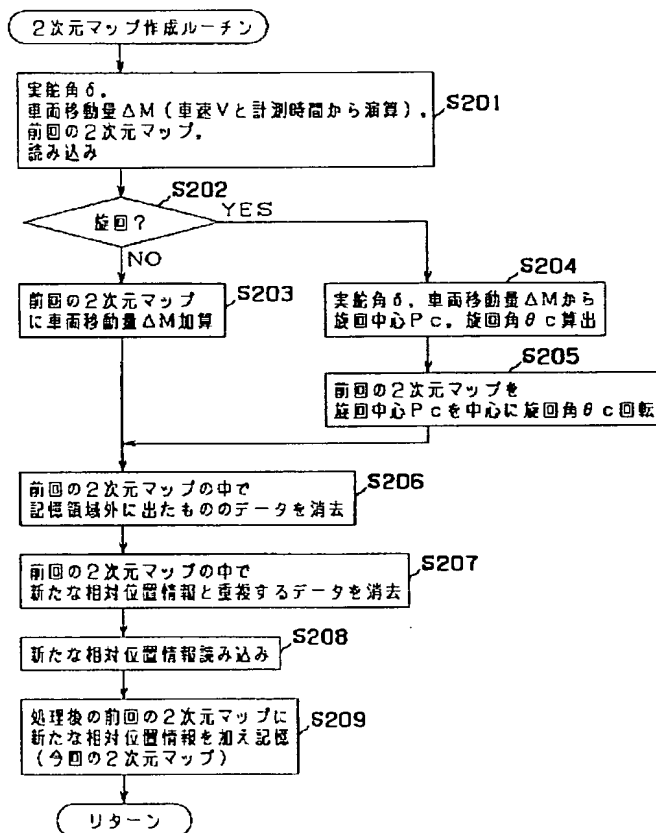 2次元マップ作成ルーチン
実舵角δ,
車両移動量ΔM(車速Vと計測時間から演算),
前回の2次元マップ,
読み込み
S201
S202
旋回?
YES
NO
前回の2次元マップ
に車両移動量ΔM加算
S203
S204
実舵角δ,車両移動量ΔMから
旋回中心Pc,旋回角θc算出
S205
前回の2次元マップを
旋回中心Pcを中心に旋回角θc回転
前回の2次元マップの中で
記憶領域外に出たもののデータを消去
S206
前回の2次元マップの中で
新たな相対位置情報と重複するデータを消去
S207
新たな相対位置情報読み込み
S208
処理後の前回の2次元マップに
新たな相対位置情報を加え記憶
(今回の2次元マップ)
S209
リターン